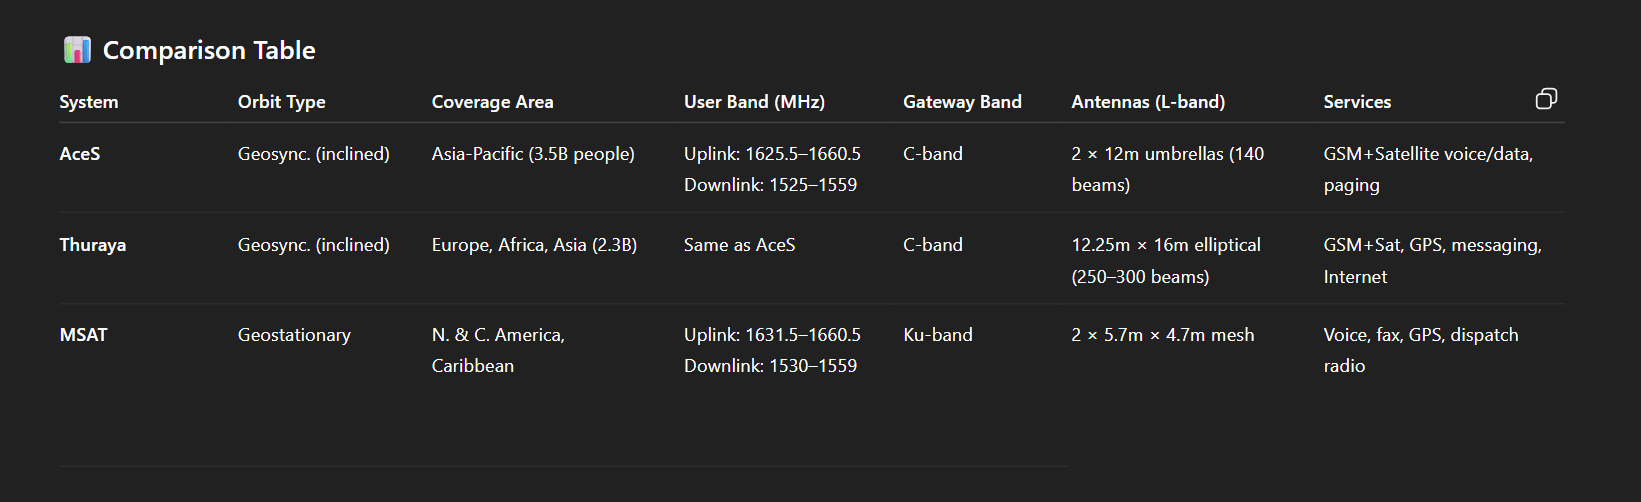 Comparison Table
System Orbit Type Coverage Area User Band (MHz) Gateway Band Antennas (L-band) Services
AceS Geosync. (inclined) Asia-Pacific (3.5B people) Uplink: 1625.5–1660.5 C-band 2 × 12m umbrellas (140 GSM+Satellite voice/data,
Downlink: 1525–1559 beams) paging
Thuraya Geosync. (inclined) Europe, Africa, Asia (2.3B) Same as AceS C-band 12.25m × 16m elliptical GSM+Sat, GPS, messaging,
(250–300 beams) Internet
MSAT Geostationary N. & C. America, Uplink: 1631.5–1660.5 Ku-band 2 × 5.7m × 4.7m mesh Voice, fax, GPS, dispatch
Caribbean Downlink: 1530–1559 radio